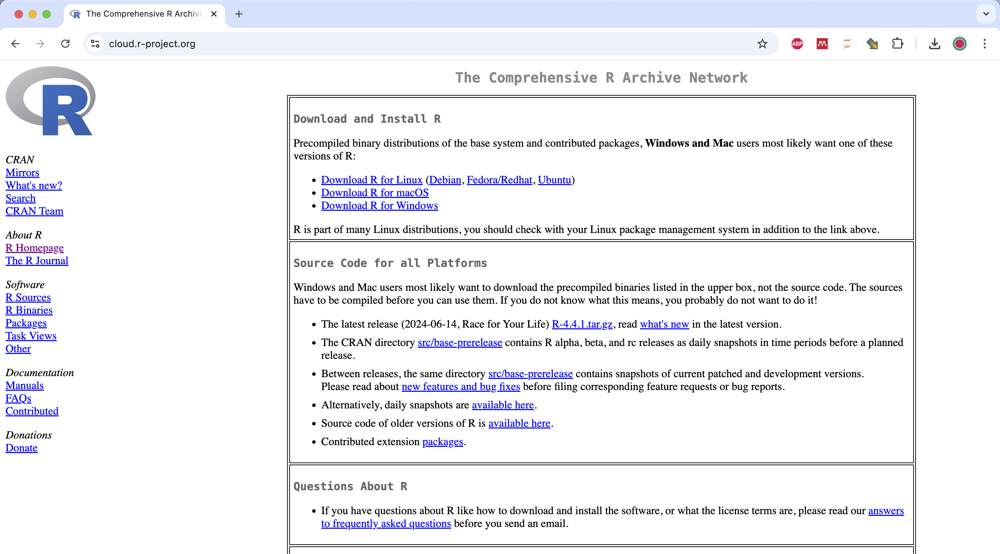 The Comprehensive R Archive
cloud.r-project.org
ABP
R
CRAN
Mirrors
What's new?
Search
CRAN Team
About R
R Homepage
The R Journal
Software
R Sources
R Binaries
Packages
Task Views
Other
Documentation
Manuals
FAQs
Contributed
Donations
Donate
The Comprehensive R Archive Network
Download and Install R
Precompiled binary distributions of the base system and contributed packages, Windows and Mac users most likely want one of these
versions of R:
• Download R for Linux (Debian, Fedora/Redhat, Ubuntu)
• Download R for macOS
• Download R for Windows
R is part of many Linux distributions, you should check with your Linux package management system in addition to the link above.
Source Code for all Platforms
Windows and Mac users most likely want to download the precompiled binaries listed in the upper box, not the source code. The sources
have to be compiled before you can use them. If you do not know what this means, you probably do not want to do it!
• The latest release (2024-06-14, Race for Your Life) R-4.4.1.tar.gz, read what's new in the latest version.
• The CRAN directory src/base-prerelease contains R alpha, beta, and rc releases as daily snapshots in time periods before a planned
release.
• Between releases, the same directory src/base-prerelease contains snapshots of current patched and development versions.
Please read about new features and bug fixes before filing corresponding feature requests or bug reports.
• Alternatively, daily snapshots are available here.
• Source code of older versions of R is available here.
• Contributed extension packages.
Questions About R
• If you have questions about R like how to download and install the software, or what the license terms are, please read our answers
to frequently asked questions before you send an email.